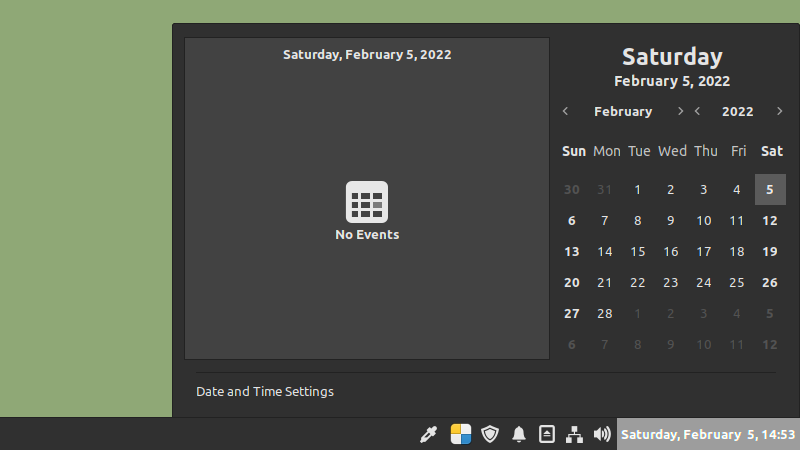 Saturday, February 5, 2022
No Events
Saturday
February 5, 2022
< February > < 2022 >
Sun Mon Tue Wed Thu Fri Sat
30 31 1 2 3 4 5
6 7 8 9 10 11 12
13 14 15 16 17 18 19
20 21 22 23 24 25 26
27 28 1 2 3 4 5
6 7 8 9 10 11 12
Date and Time Settings
Saturday, February 5, 14:53